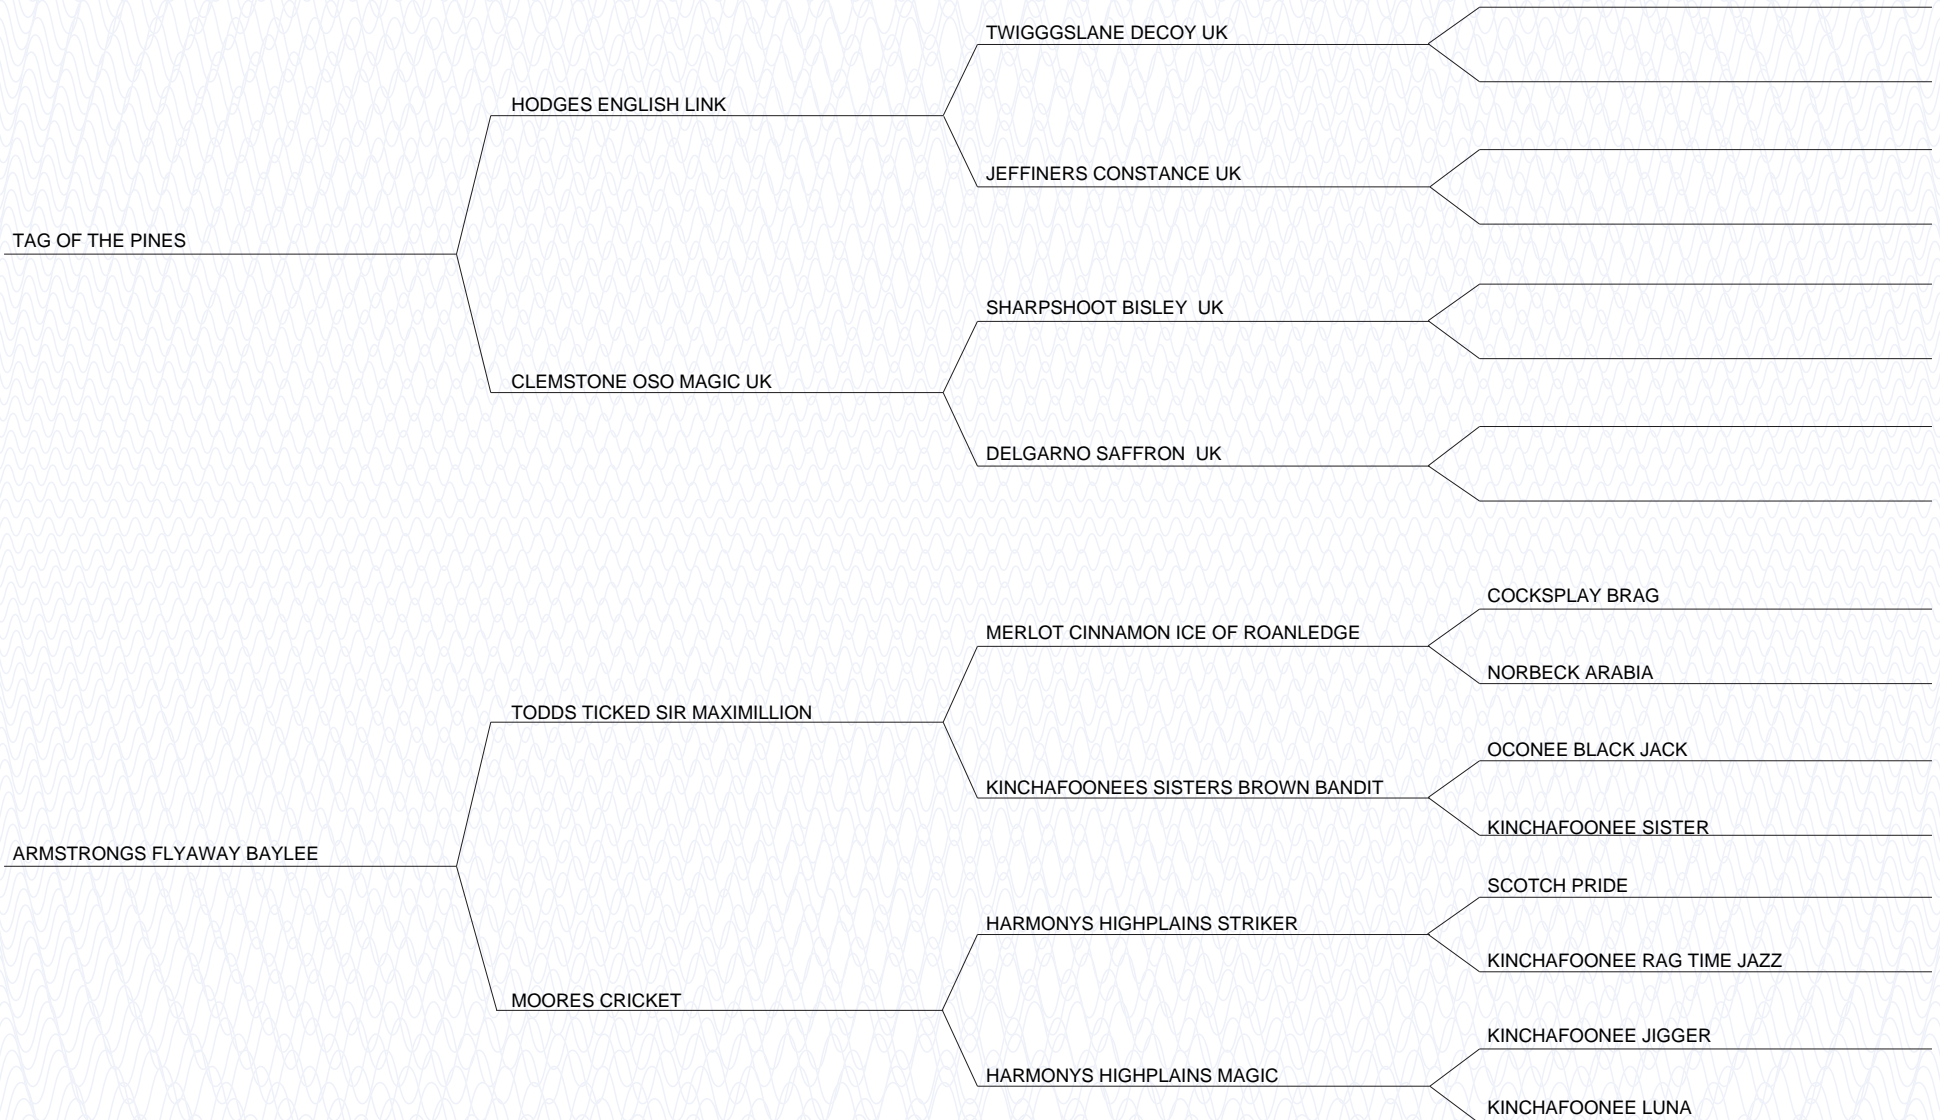 TWIGGGSLANE DECOY UK
HODGES ENGLISH LINK
JEFFINERS CONSTANCE UK
TAG OF THE PINES
SHARPSHOOT BISLEY  UK
CLEMSTONE OSO MAGIC UK
DELGARNO SAFFRON  UK
COCKSPLAY BRAG
MERLOT CINNAMON ICE OF ROANLEDGE
NORBECK ARABIA
TODDS TICKED SIR MAXIMILLION
OCONEE BLACK JACK
KINCHAFOONEES SISTERS BROWN BANDIT
KINCHAFOONEE SISTER
ARMSTRONGS FLYAWAY BAYLEE
SCOTCH PRIDE
HARMONYS HIGHPLAINS STRIKER
KINCHAFOONEE RAG TIME JAZZ
MOORES CRICKET
KINCHAFOONEE JIGGER
HARMONYS HIGHPLAINS MAGIC
KINCHAFOONEE LUNA